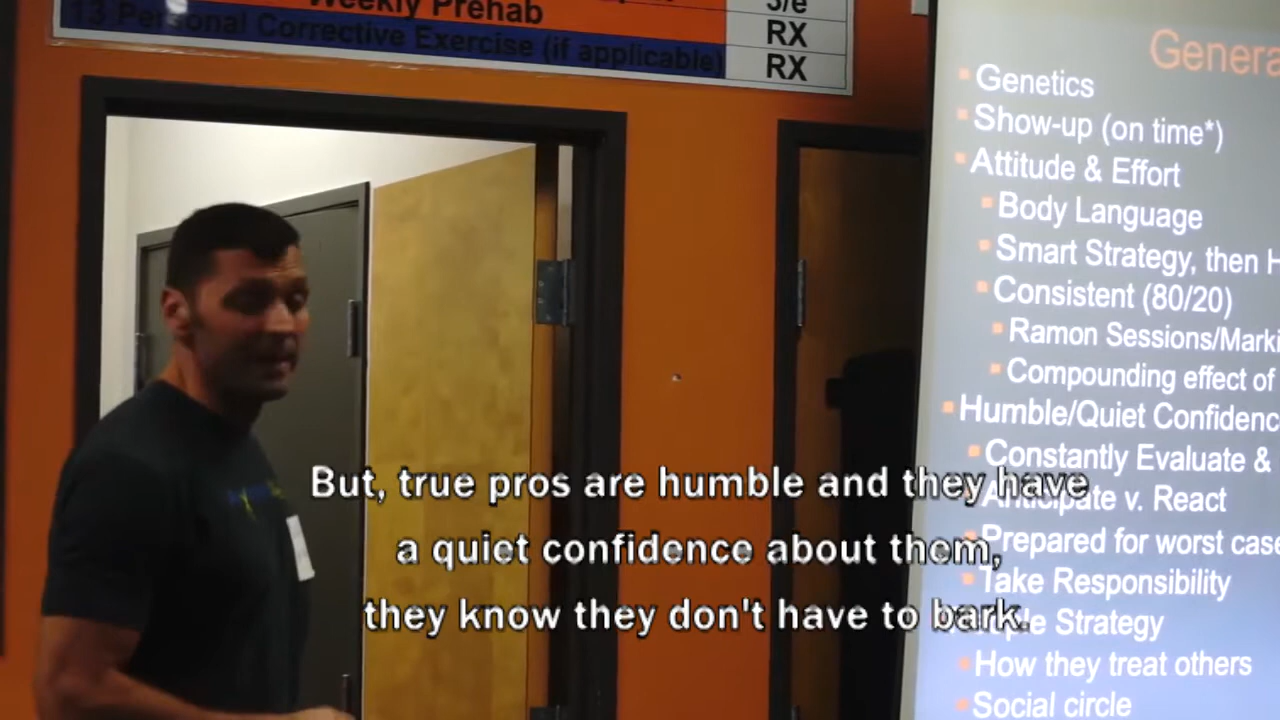 Weekly Prehab
3/e
RX
13 Personal Corrective Exercise (if applicable)
RX
Genera
Genetics
Show-up (on time*)
Attitude & Effort
Body Language
Smart Strategy, then H
Consistent (80/20)
Ramon Sessions/Marki
Compounding effect of
Humble/Quiet Confidenc
Constantly Evaluate &
Anticipate v. React
Prepared for worst case
Take Responsibility
Strategy
How they treat others
Social circle
But, true pros are humble and they have
a quiet confidence about them,
they know they don't have to bark.